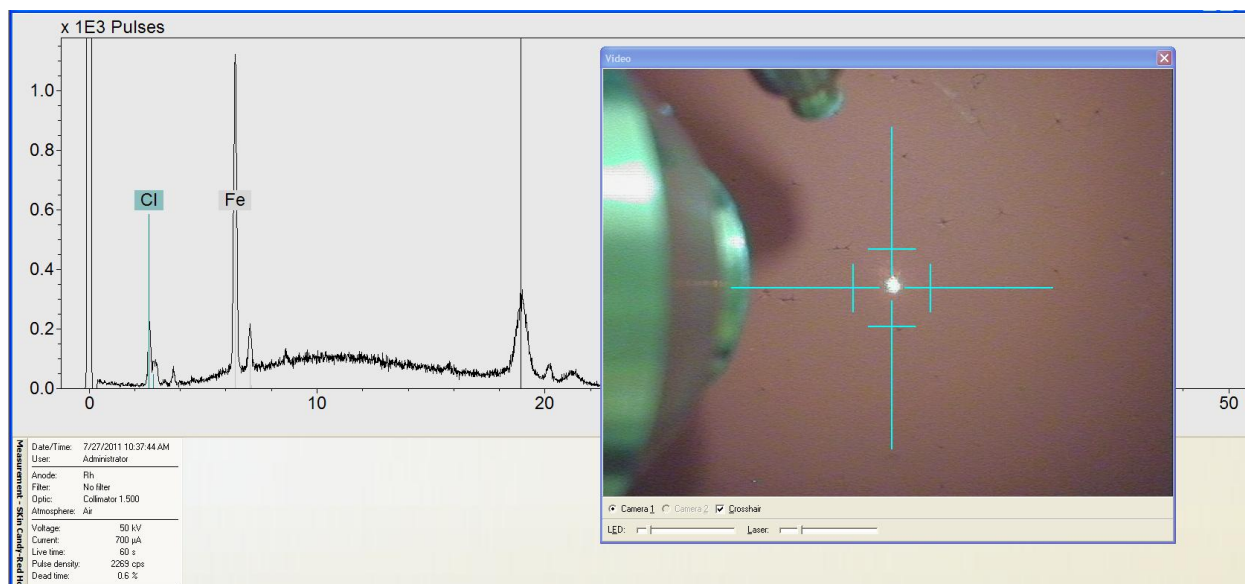 x 1E3 Pulses
Video
1.0
0.8
0.6
0.4
0.2
0.0
Cl
Fe
0
10
20
50
Camera 1
Camera 2
Crosshair
LED:
Laser:
Measurement - SKin Candy-Red
Date/Time: 7/27/2011 10:37:44 AM
User: Administrator
Anode: Rh
Filter: No filter
Optic: Collimator 1.500
Atmosphere: Air
Voltage: 50 kV
Current: 700 µA
Live time: 60 s
Pulse density: 2269 cps
Dead time: 0.6 %